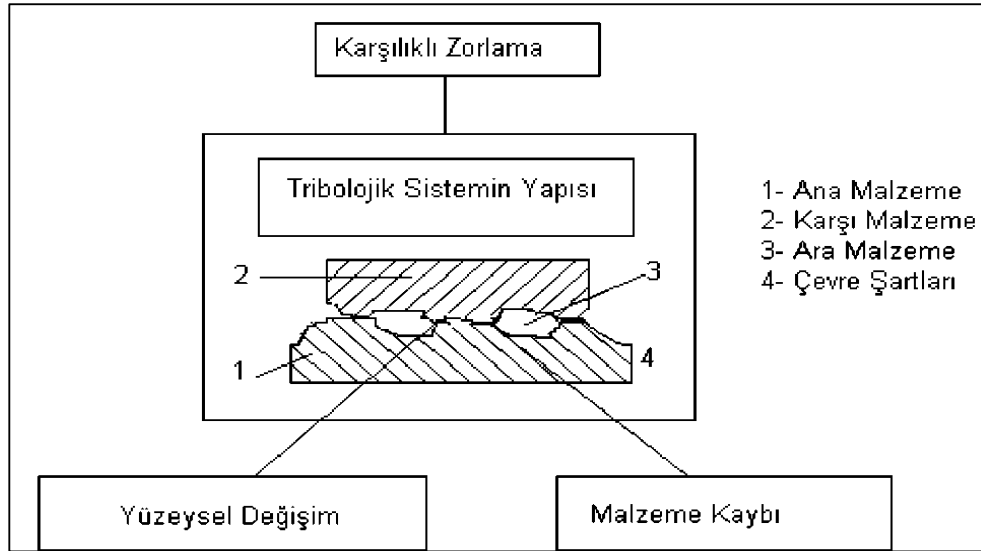 Karşılıklı Zorlama
Tribolojik Sistemin Yapısı
1- Ana Malzeme
2- Karşı Malzeme
3- Ara Malzeme
4- Çevre Şartları
2
3
1
4
Yüzeysel Değişim
Malzeme Kaybı